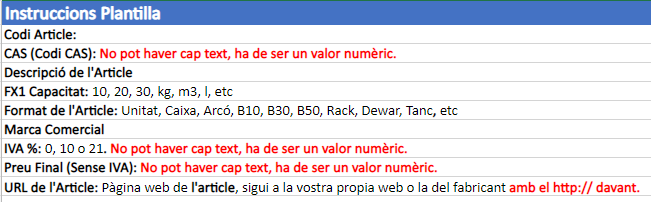 Instruccions Plantilla
Codi Article:
CAS (Codi CAS): No pot haver cap text, ha de ser un valor numèric.
Descripció de l'Article
FX1 Capacitat: 10, 20, 30, kg, m3, l, etc
Format de l'Article: Unitat, Caixa, Arcó, B10, B30, B50, Rack, Dewar, Tanc, etc
Marca Comercial
IVA %: 0, 10 o 21. No pot haver cap text, ha de ser un valor numèric.
Preu Final (Sense IVA): No pot haver cap text, ha de ser un valor numèric.
URL de l'Article: Pàgina web de l'article, sigui a la vostra propia web o la del fabricant amb el http:// davant.